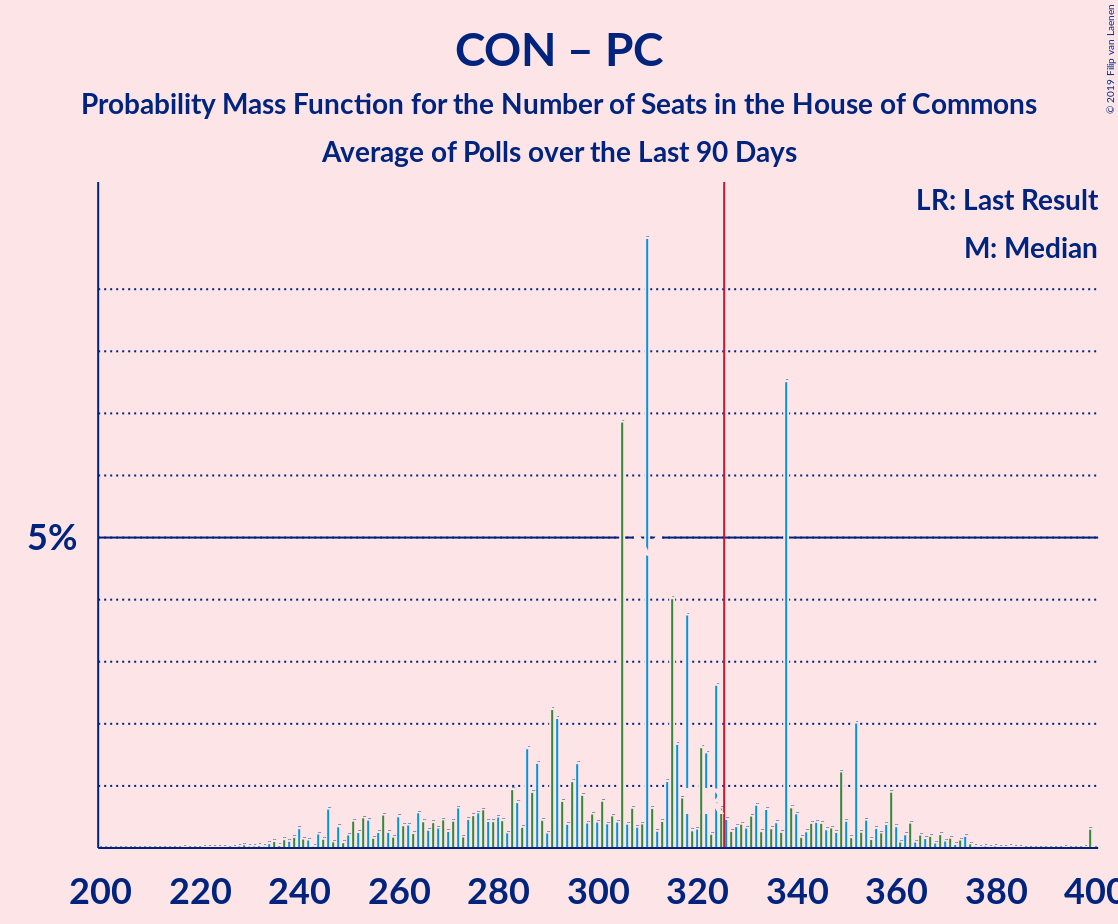 CON – PC
Probability Mass Function for the Number of Seats in the House of Commons
Average of Polls over the Last 90 Days
© 2019 Filip van Laenen
LR: Last Result
M: Median
5%
200 220 240 260 280 300 320 340 360 380 400